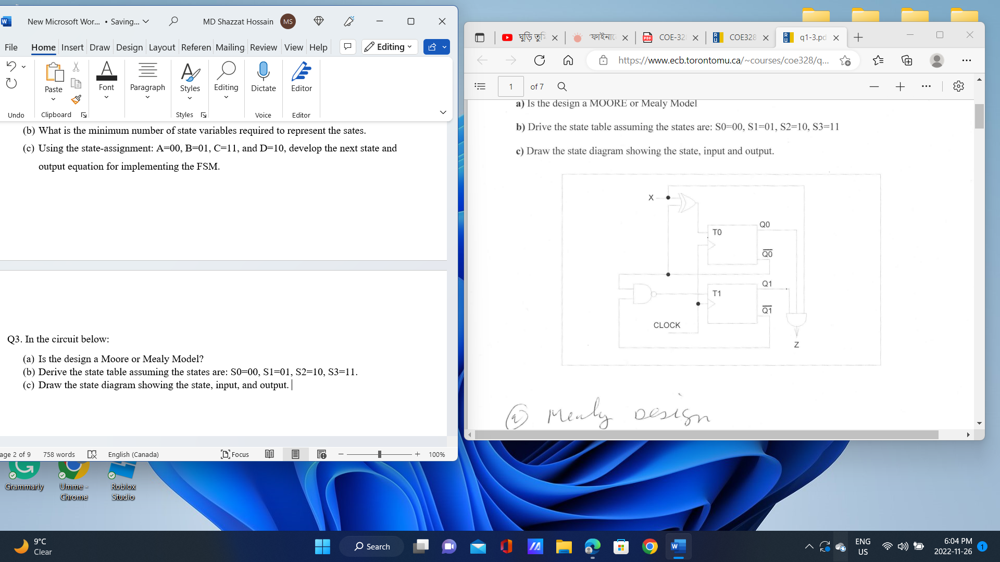 New Microsoft Wor... • Saving...
MD Shazzat Hossain
MS
File Home Insert Draw Design Layout Referen Mailing Review View Help
Editing
Paste
Font
Paragraph
Styles
Editing
Dictate
Editor
Undo
Clipboard
Styles
Voice
Editor
(b) What is the minimum number of state variables required to represent the sates.
(c) Using the state-assignment: A=00, B=01, C=11, and D=10, develop the next state and
output equation for implementing the FSM.
Q3. In the circuit below:
(a) Is the design a Moore or Mealy Model?
(b) Derive the state table assuming the states are: S0=00, S1=01, S2=10, S3=11.
(c) Draw the state diagram showing the state, input, and output.
age 2 of 9
758 words
English (Canada)
Focus
100%
ঘুড়ি তুমি
'ফাইনাে
COE-32
COE328
q1-3.pd
https://www.ecb.torontomu.ca/~courses/coe328/q...
1 of 7
a) Is the design a MOORE or Mealy Model
b) Drive the state table assuming the states are: S0=00, S1=01, S2=10, S3=11
c) Draw the state diagram showing the state, input and output.
X
T0
Q0
Q0
T1
Q1
Q1
CLOCK
Z
(a) Mealy Design
Grammarly
Umme - Chrome
Roblox Studio
9°C
Clear
Search
ENG
US
6:04 PM
2022-11-26
1